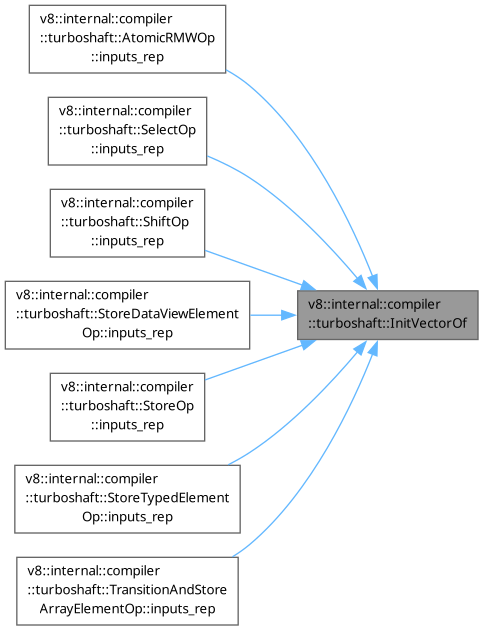 v8::internal::compiler
::turboshaft::AtomicRMWOp
::inputs_rep
v8::internal::compiler
::turboshaft::SelectOp
::inputs_rep
v8::internal::compiler
::turboshaft::ShiftOp
::inputs_rep
v8::internal::compiler
::turboshaft::StoreDataViewElement
Op::inputs_rep
v8::internal::compiler
::turboshaft::InitVectorOf
v8::internal::compiler
::turboshaft::StoreOp
::inputs_rep
v8::internal::compiler
::turboshaft::StoreTypedElement
Op::inputs_rep
v8::internal::compiler
::turboshaft::TransitionAndStore
ArrayElementOp::inputs_rep